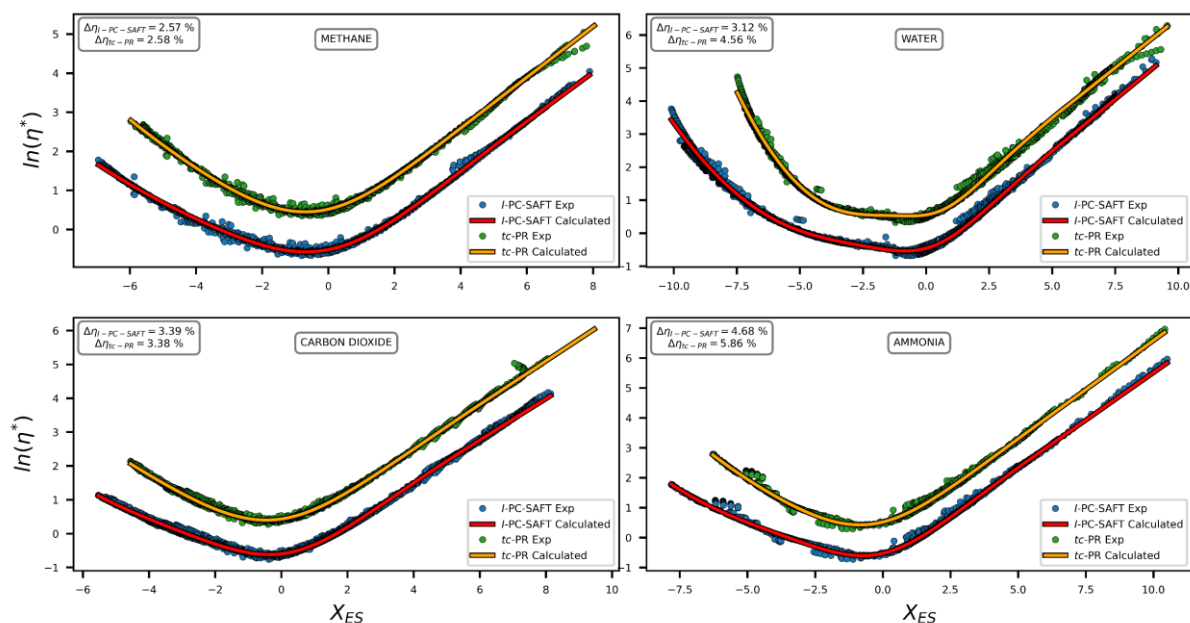 Δη_{I−PC−SAFT} = 2.57 %
Δη_{tc−PR} = 2.58 %
METHANE
ln(η*)
5
4
3
2
1
0
I-PC-SAFT Exp
I-PC-SAFT Calculated
tc-PR Exp
tc-PR Calculated
−6 −4 −2 0 2 4 6 8
Δη_{I−PC−SAFT} = 3.12 %
Δη_{tc−PR} = 4.56 %
WATER
6
5
4
3
2
1
0
−1
I-PC-SAFT Exp
I-PC-SAFT Calculated
tc-PR Exp
tc-PR Calculated
−10.0 −7.5 −5.0 −2.5 0.0 2.5 5.0 7.5 10.0
Δη_{I−PC−SAFT} = 3.39 %
Δη_{tc−PR} = 3.38 %
CARBON DIOXIDE
ln(η*)
6
5
4
3
2
1
0
−1
I-PC-SAFT Exp
I-PC-SAFT Calculated
tc-PR Exp
tc-PR Calculated
−6 −4 −2 0 2 4 6 8 10
X_{ES}
Δη_{I−PC−SAFT} = 4.68 %
Δη_{tc−PR} = 5.86 %
AMMONIA
7
6
5
4
3
2
1
0
−1
I-PC-SAFT Exp
I-PC-SAFT Calculated
tc-PR Exp
tc-PR Calculated
−7.5 −5.0 −2.5 0.0 2.5 5.0 7.5 10.0
X_{ES}